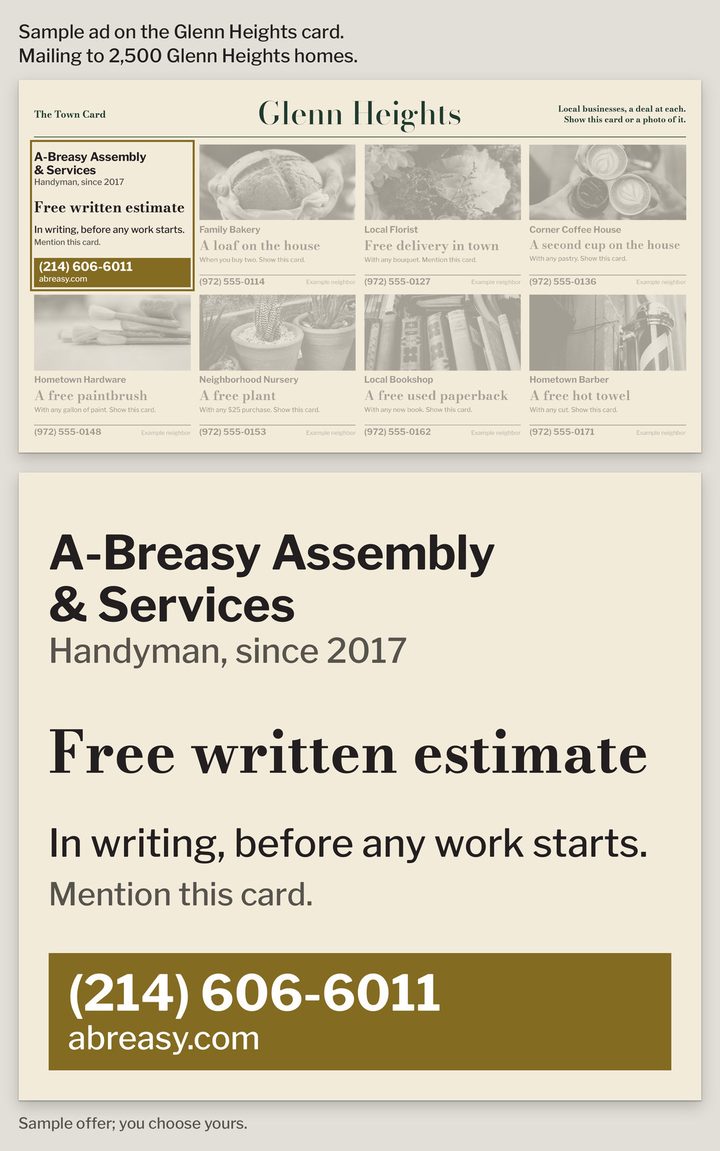 Sample ad on the Glenn Heights card.
Mailing to 2,500 Glenn Heights homes.
The Town Card
Glenn Heights
Local businesses, a deal at each.
Show this card or a photo of it.
A-Breasy Assembly
& Services
Handyman, since 2017
Free written estimate
In writing, before any work starts.
Mention this card.
(214) 606-6011
abreasy.com
Family Bakery
A loaf on the house
When you buy two. Show this card.
(972) 555-0114 Example neighbor
Local Florist
Free delivery in town
With any bouquet. Mention this card.
(972) 555-0127 Example neighbor
Corner Coffee House
A second cup on the house
With any pastry. Show this card.
(972) 555-0136 Example neighbor
Hometown Hardware
A free paintbrush
With any gallon of paint. Show this card.
(972) 555-0148 Example neighbor
Neighborhood Nursery
A free plant
With any $25 purchase. Show this card.
(972) 555-0153 Example neighbor
Local Bookshop
A free used paperback
With any new book. Show this card.
(972) 555-0162 Example neighbor
Hometown Barber
A free hot towel
With any cut. Show this card.
(972) 555-0171 Example neighbor
A-Breasy Assembly
& Services
Handyman, since 2017
Free written estimate
In writing, before any work starts.
Mention this card.
(214) 606-6011
abreasy.com
Sample offer; you choose yours.